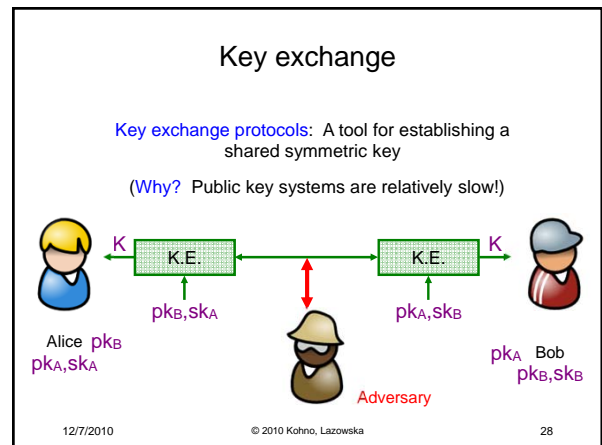 Key exchange
Key exchange protocols: A tool for establishing a
shared symmetric key
(Why? Public key systems are relatively slow!)
K
K.E.
K.E.
K
pkB,skA
pkA,skB
Alice pkB
pkA,skA
pkA Bob
pkB,skB
Adversary
12/7/2010
© 2010 Kohno, Lazowska
28